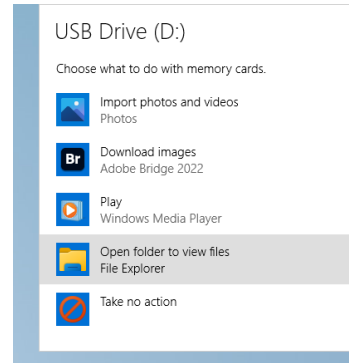 USB Drive (D:)
Choose what to do with memory cards.
Import photos and videos
Photos
Br
Download images
Adobe Bridge 2022
Play
Windows Media Player
Open folder to view files
File Explorer
Take no action